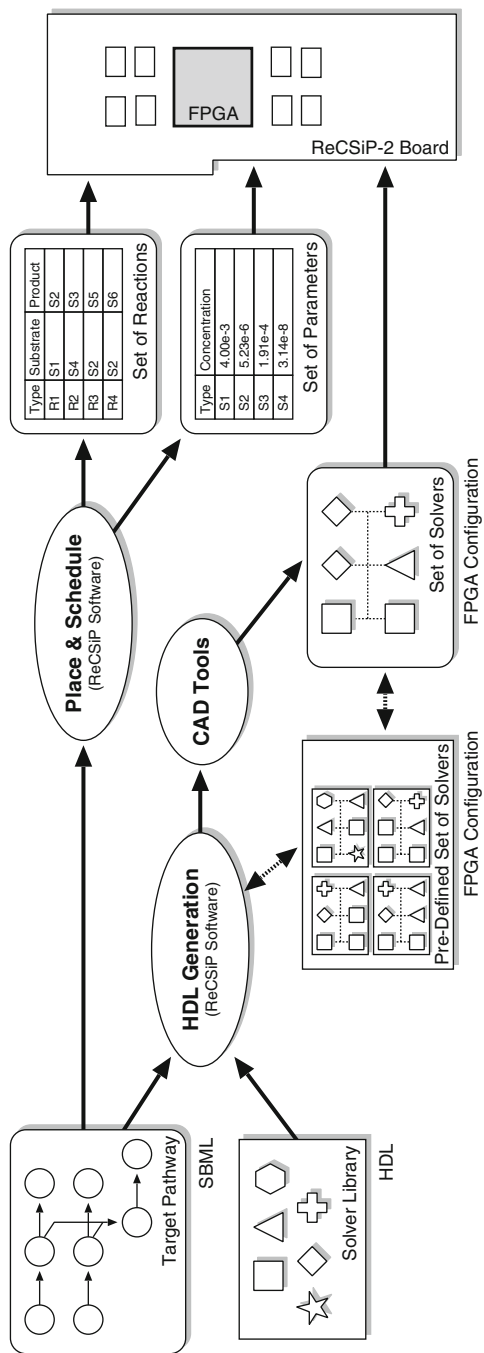 Target Pathway
SBML
Solver Library
HDL
HDL Generation
(ReCSiP Software)
Place & Schedule
(ReCSiP Software)
CAD Tools
Pre-Defined Set of Solvers
FPGA Configuration
Set of Solvers
FPGA Configuration
Type Substrate Product
R1 S1 S2
R2 S4 S3
R3 S2 S5
R4 S2 S6
Set of Reactions
Type Concentration
S1 4.00e-3
S2 5.23e-6
S3 1.91e-4
S4 3.14e-8
Set of Parameters
FPGA
ReCSiP-2 Board